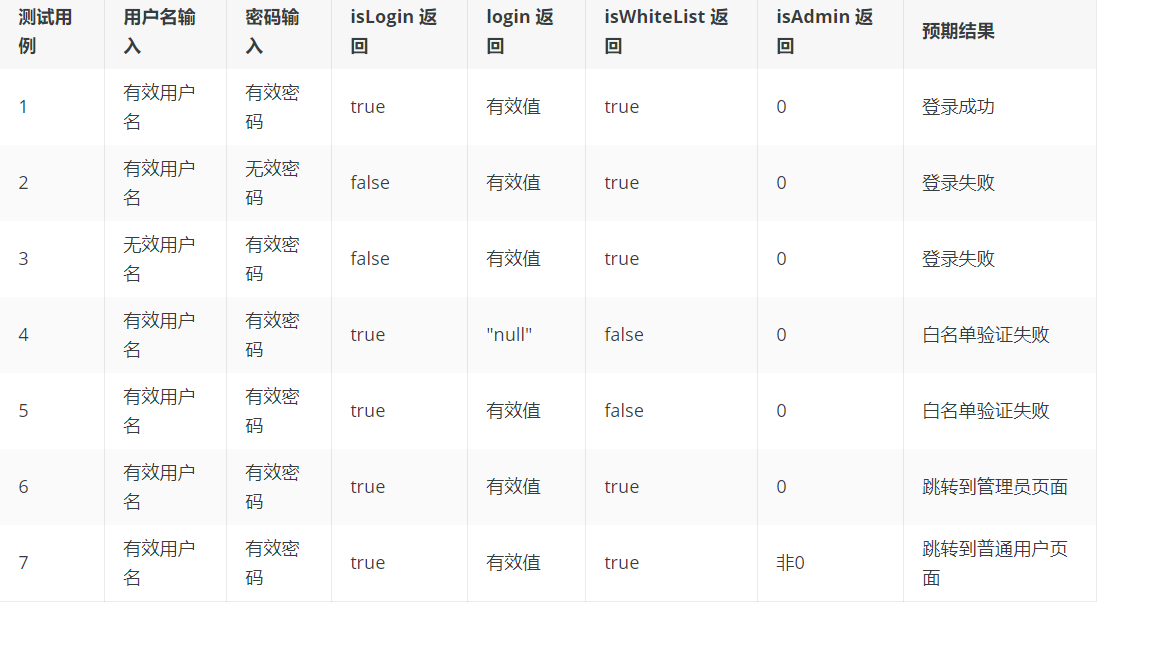 测试用例 用户名输入 密码输入 isLogin 返回 login 返回 isWhiteList 返回 isAdmin 返回 预期结果
1 有效用户名 有效密码 true 有效值 true 0 登录成功
2 有效用户名 无效密码 false 有效值 true 0 登录失败
3 无效用户名 有效密码 false 有效值 true 0 登录失败
4 有效用户名 有效密码 true "null" false 0 白名单验证失败
5 有效用户名 有效密码 true 有效值 false 0 白名单验证失败
6 有效用户名 有效密码 true 有效值 true 0 跳转到管理员页面
7 有效用户名 有效密码 true 有效值 true 非0 跳转到普通用户页面